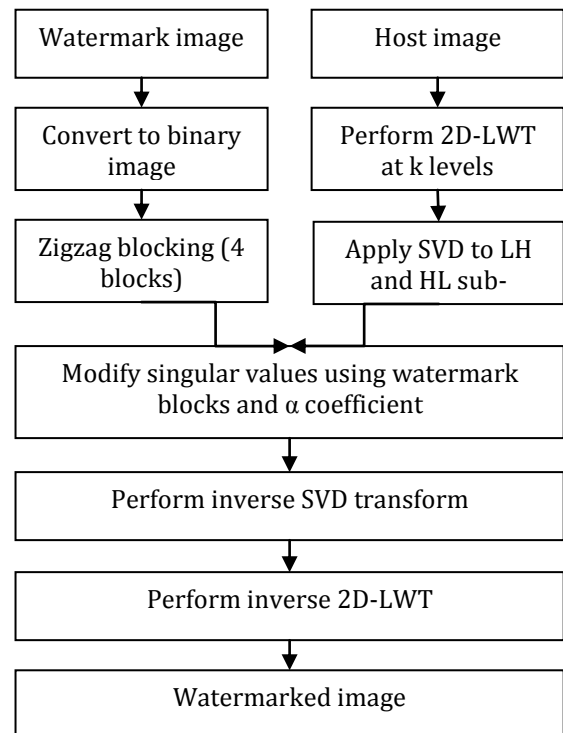 Watermark image
Host image
Convert to binary
image
Perform 2D-LWT
at k levels
Zigzag blocking (4
blocks)
Apply SVD to LH
and HL sub-
Modify singular values using watermark
blocks and α coefficient
Perform inverse SVD transform
Perform inverse 2D-LWT
Watermarked image